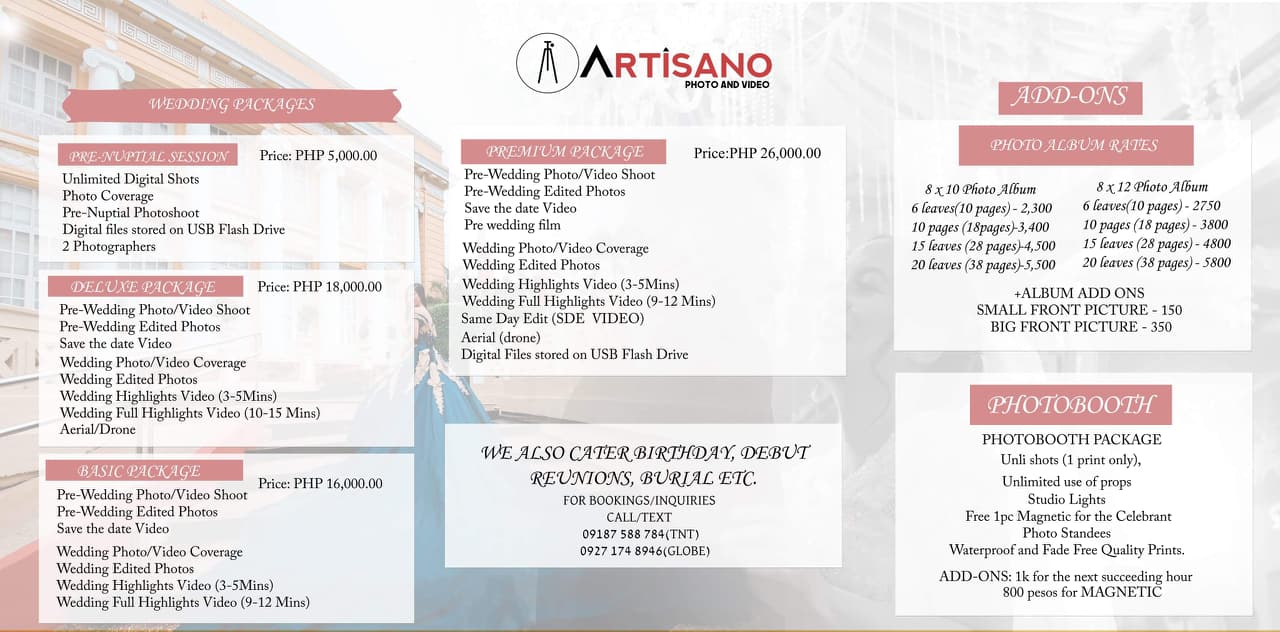 ARTISANO
PHOTO AND VIDEO
WEDDING PACKAGES
PRE-NUPTIAL SESSION
Price: PHP 5,000.00
Unlimited Digital Shots
Photo Coverage
Pre-Nuptial Photoshoot
Digital files stored on USB Flash Drive
2 Photographers
DELUXE PACKAGE
Price: PHP 18,000.00
Pre-Wedding Photo/Video Shoot
Pre-Wedding Edited Photos
Save the date Video
Wedding Photo/Video Coverage
Wedding Edited Photos
Wedding Highlights Video (3-5Mins)
Wedding Full Highlights Video (10-15 Mins)
Aerial/Drone
BASIC PACKAGE
Price: PHP 16,000.00
Pre-Wedding Photo/Video Shoot
Pre-Wedding Edited Photos
Save the date Video
Wedding Photo/Video Coverage
Wedding Edited Photos
Wedding Highlights Video (3-5Mins)
Wedding Full Highlights Video (9-12 Mins)
PREMIUM PACKAGE
Price:PHP 26,000.00
Pre-Wedding Photo/Video Shoot
Pre-Wedding Edited Photos
Save the date Video
Pre wedding film
Wedding Photo/Video Coverage
Wedding Edited Photos
Wedding Highlights Video (3-5Mins)
Wedding Full Highlights Video (9-12 Mins)
Same Day Edit (SDE VIDEO)
Aerial (drone)
Digital Files stored on USB Flash Drive
WE ALSO CATER BIRTHDAY, DEBUT
REUNIONS, BURIAL ETC.
FOR BOOKINGS/INQUIRIES
CALL/TEXT
09187 588 784(TNT)
0927 174 8946(GLOBE)
ADD-ONS
PHOTO ALBUM RATES
8 x 10 Photo Album
6 leaves(10 pages) - 2,300
10 pages (18pages)-3,400
15 leaves (28 pages)-4,500
20 leaves (38 pages)-5,500
8 x 12 Photo Album
6 leaves(10 pages) - 2750
10 pages (18 pages) - 3800
15 leaves (28 pages) - 4800
20 leaves (38 pages) - 5800
+ALBUM ADD ONS
SMALL FRONT PICTURE - 150
BIG FRONT PICTURE - 350
PHOTOBOOTH
PHOTOBOOTH PACKAGE
Unli shots (1 print only),
Unlimited use of props
Studio Lights
Free 1pc Magnetic for the Celebrant
Photo Standees
Waterproof and Fade Free Quality Prints.
ADD-ONS: 1k for the next succeeding hour
800 pesos for MAGNETIC